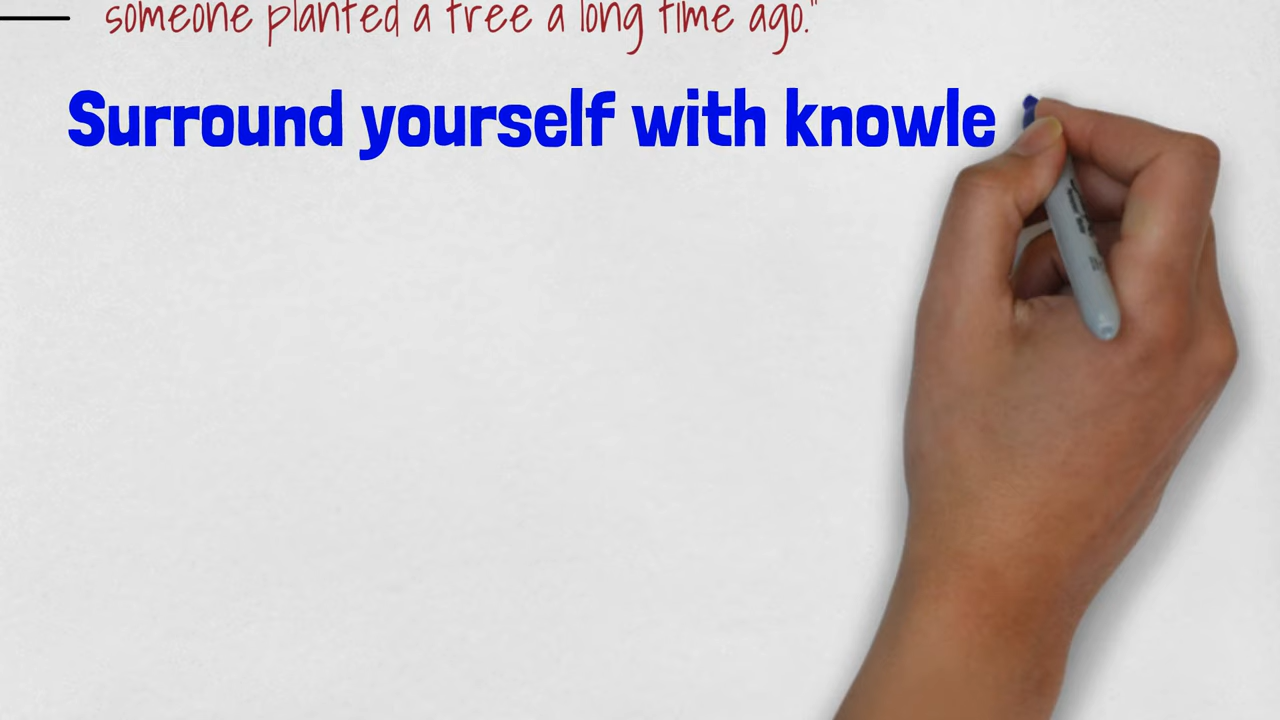 someone planted a tree a long time ago."
Surround yourself with knowle